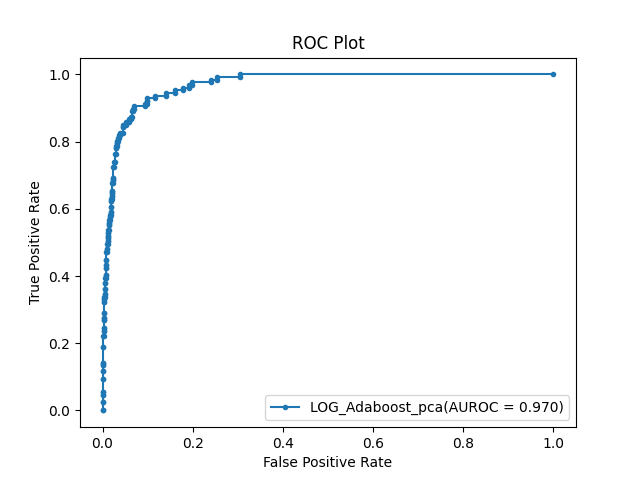 ROC Plot
1.0
0.8
0.6
0.4
0.2
0.0
True Positive Rate
LOG_Adaboost_pca(AUROC = 0.970)
0.0 0.2 0.4 0.6 0.8 1.0
False Positive Rate